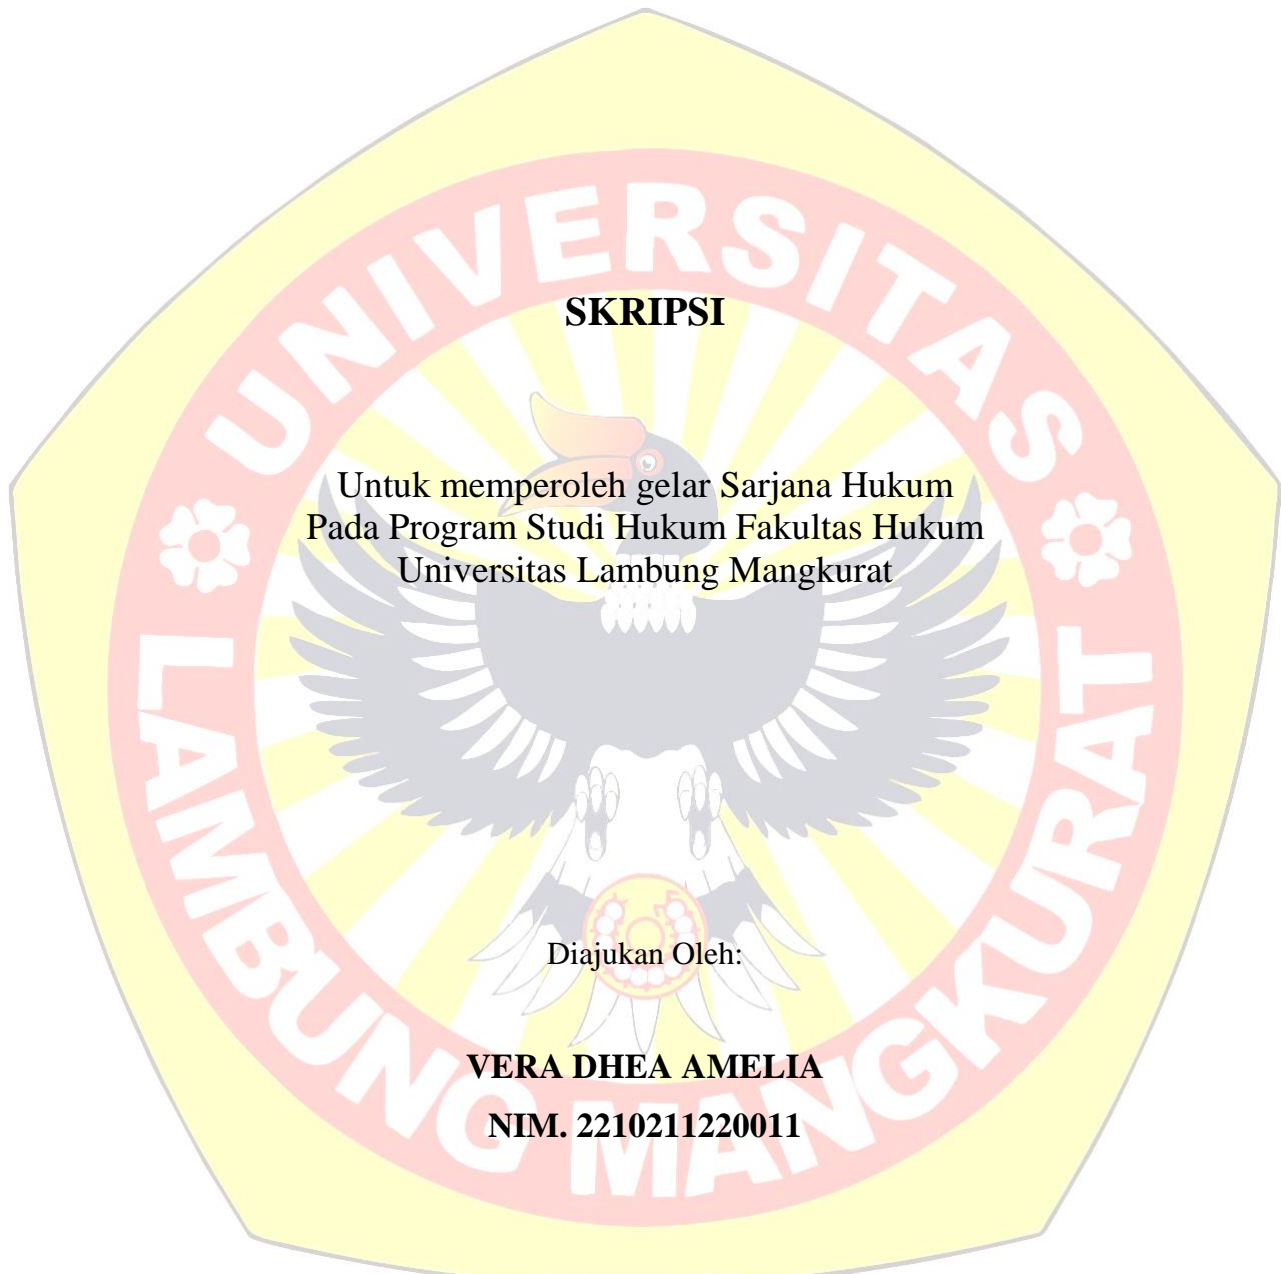 UNIVERSITAS
LAMBUNG MANGKURAT
SKRIPSI
Untuk memperoleh gelar Sarjana Hukum
Pada Program Studi Hukum Fakultas Hukum
Universitas Lambung Mangkurat
Diajukan Oleh:
VERA DHEA AMELIA
NIM. 2210211220011